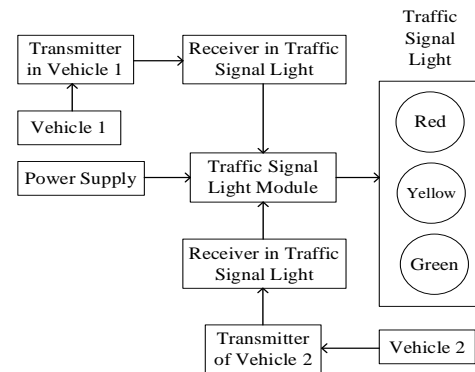 Traffic
Signal
Light
Transmitter
in Vehicle 1
Receiver in Traffic
Signal Light
Vehicle 1
Red
Power Supply
Traffic Signal
Light Module
Yellow
Receiver in Traffic
Signal Light
Green
Transmitter
of Vehicle 2
Vehicle 2